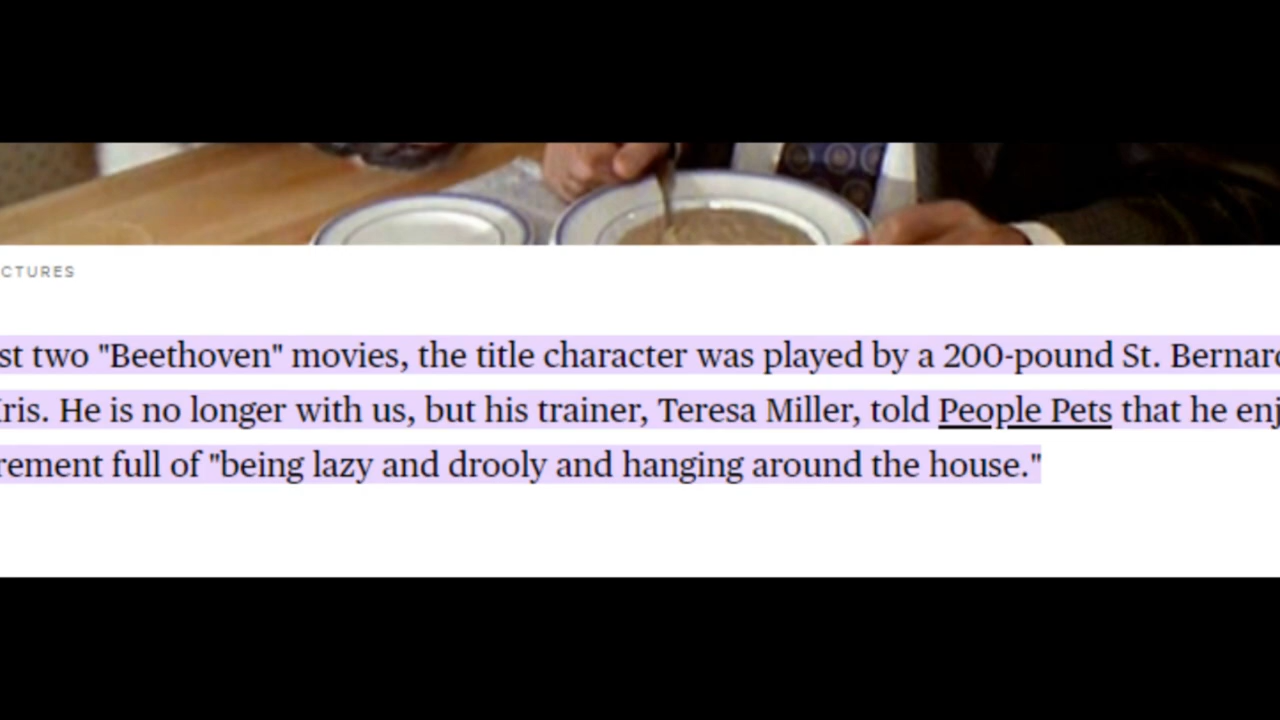 CTURES
st two "Beethoven" movies, the title character was played by a 200-pound St. Bernard
Iris. He is no longer with us, but his trainer, Teresa Miller, told People Pets that he enj
rement full of "being lazy and drooly and hanging around the house."